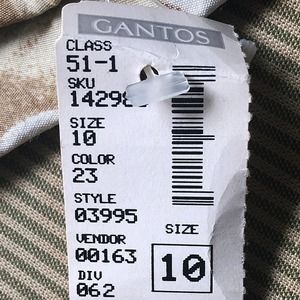 GANTOS
CLASS
51-1
SKU
14298
SIZE
10
COLOR
23
STYLE
03995
VENDOR
00163
DIV
062
SIZE
10